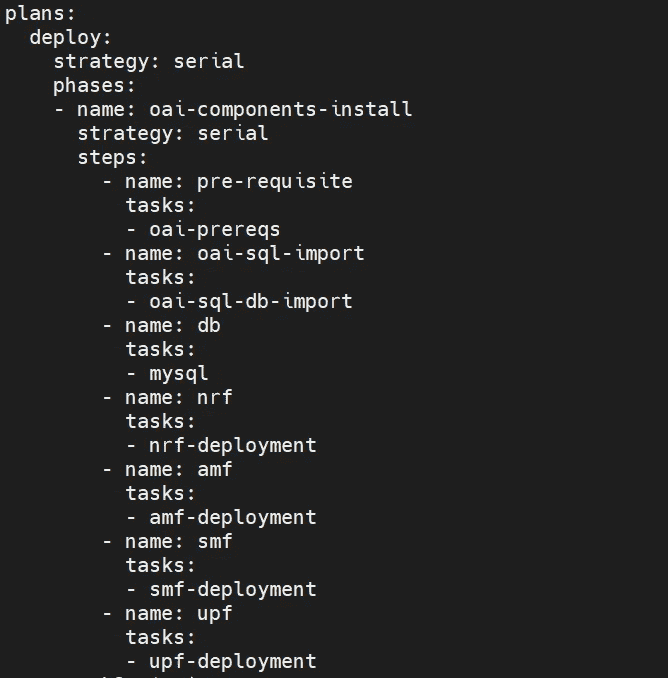 plans:
  deploy:
    strategy: serial
    phases:
    - name: oai-components-install
      strategy: serial
      steps:
        - name: pre-requisite
          tasks:
          - oai-prereqs
        - name: oai-sql-import
          tasks:
          - oai-sql-db-import
        - name: db
          tasks:
          - mysql
        - name: nrf
          tasks:
          - nrf-deployment
        - name: amf
          tasks:
          - amf-deployment
        - name: smf
          tasks:
          - smf-deployment
        - name: upf
          tasks:
          - upf-deployment